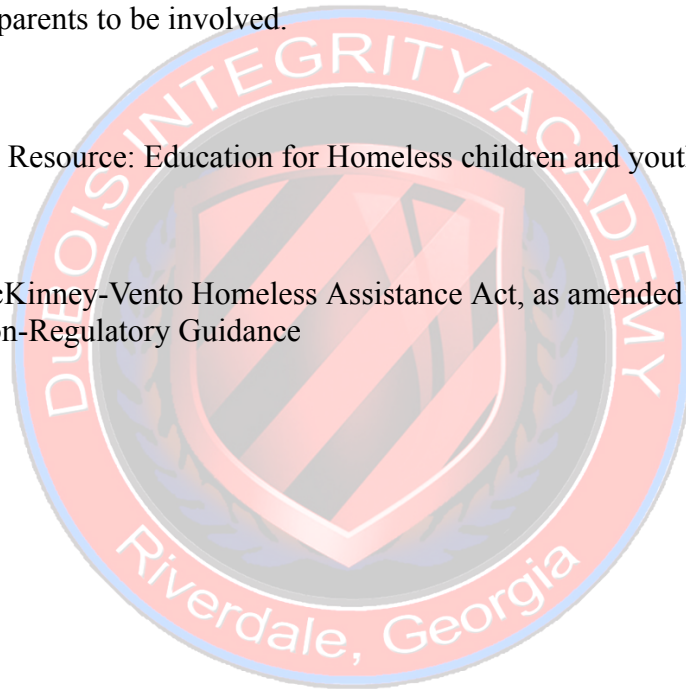 parents to be involved.
Resource: Education for Homeless children and yout
cKinney-Vento Homeless Assistance Act, as amended
n-Regulatory Guidance
DuBOIS INTEGRITY ACADEMY
Riverdale, Georgia